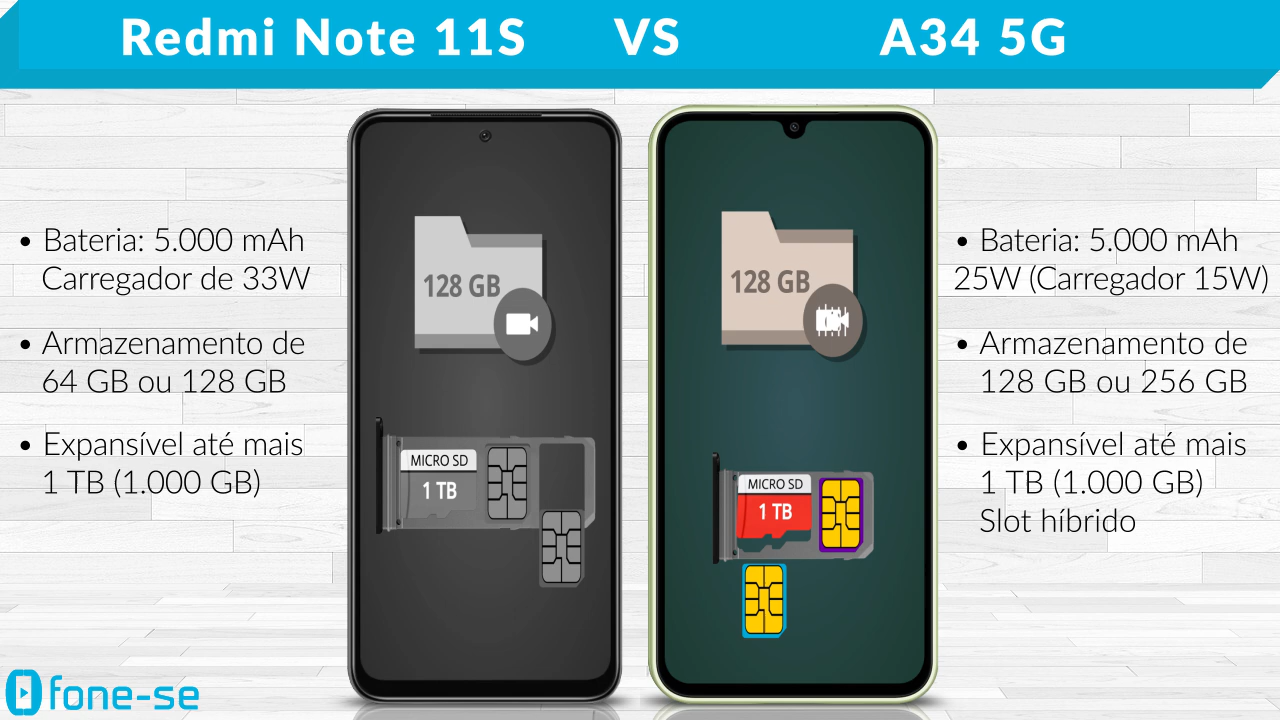 Redmi Note 11S VS A34 5G
• Bateria: 5.000 mAh
Carregador de 33W
• Armazenamento de
64 GB ou 128 GB
• Expansível até mais
1 TB (1.000 GB)
128 GB
MICRO SD
1 TB
128 GB
MICRO SD
1 TB
• Bateria: 5.000 mAh
25W (Carregador 15W)
• Armazenamento de
128 GB ou 256 GB
• Expansível até mais
1 TB (1.000 GB)
Slot híbrido
fone-se